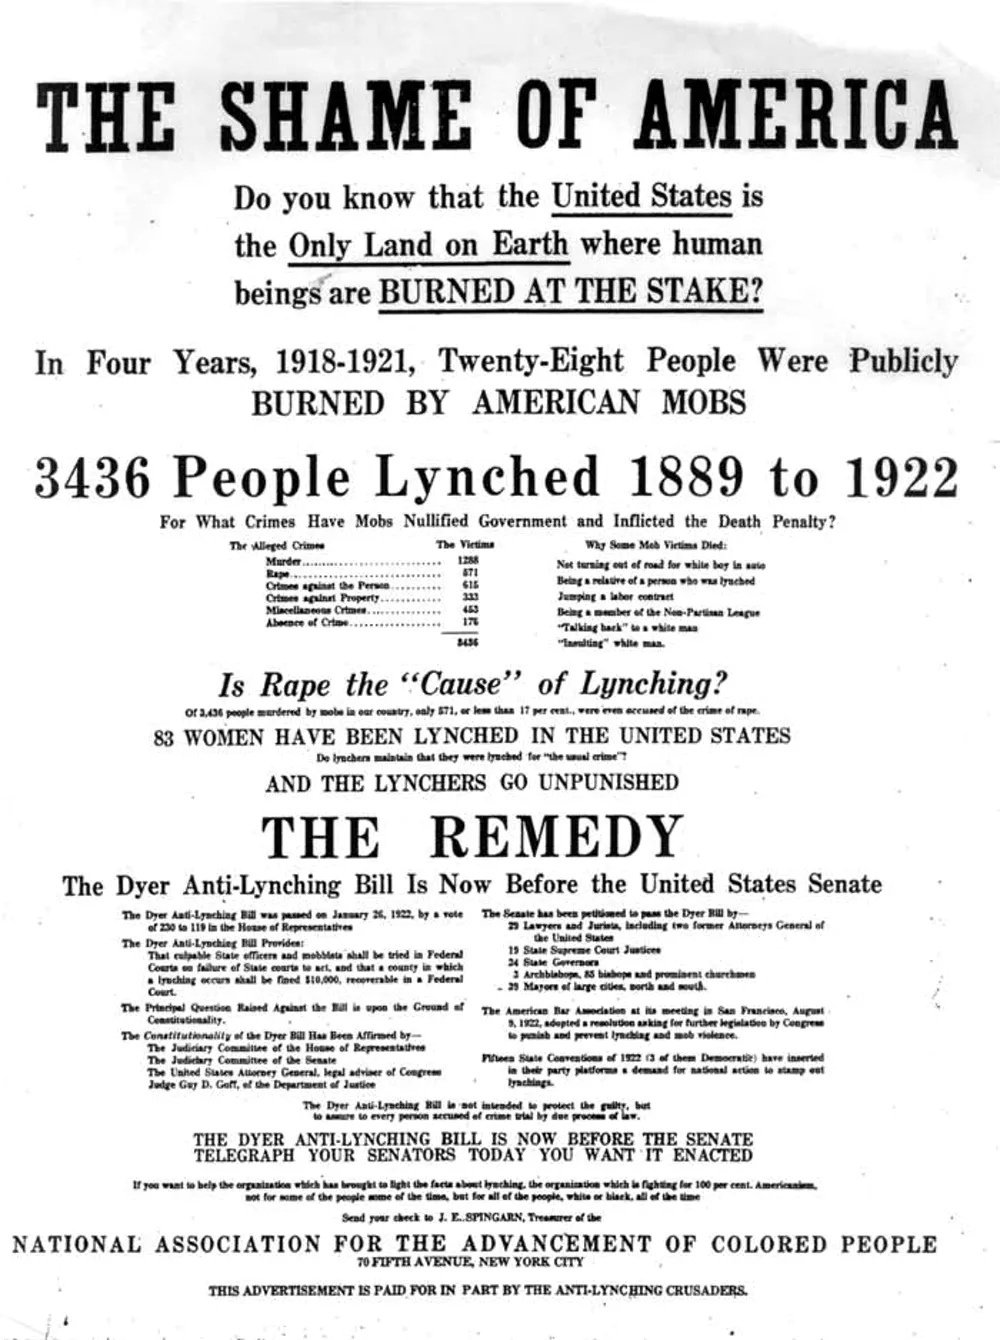 THE SHAME OF AMERICA
Do you know that the United States is
the Only Land on Earth where human
beings are BURNED AT THE STAKE?
In Four Years, 1918-1921, Twenty-Eight People Were Publicly
BURNED BY AMERICAN MOBS
3436 People Lynched 1889 to 1922
For What Crimes Have Mobs Nullified Government and Inflicted the Death Penalty?
The Alleged Crimes The Victims
Murder 1288
Rape 571
Crimes against the Person 615
Crimes against Property 333
Miscellaneous Crimes 453
Absence of Crime 176
3436
Why Some Mob Victims Died:
Not turning out of road for white boy in auto
Being a relative of a person who was lynched
Jumping a labor contract
Being a member of the Non-Partisan League
"Talking back" to a white man
"Insulting" white man.
Is Rape the "Cause" of Lynching?
Of 3,436 people murdered by mobs in our country, only 571, or less than 17 per cent., were even accused of the crime of rape.
83 WOMEN HAVE BEEN LYNCHED IN THE UNITED STATES
Do lynchers maintain that they were lynched for "the usual crime"?
AND THE LYNCHERS GO UNPUNISHED
THE REMEDY
The Dyer Anti-Lynching Bill Is Now Before the United States Senate
The Dyer Anti-Lynching Bill was passed on January 26, 1922, by a vote
of 230 to 119 in the House of Representatives
The Dyer Anti-Lynching Bill Provides:
That culpable State officers and mobbists shall be tried in Federal
Courts on failure of State courts to act, and that a county in which
a lynching occurs shall be fined $10,000, recoverable in a Federal
Court.
The Principal Question Raised Against the Bill is upon the Ground of
Constitutionality.
The Constitutionality of the Dyer Bill Has Been Affirmed by—
The Judiciary Committee of the House of Representatives
The Judiciary Committee of the Senate
The United States Attorney General, legal adviser of Congress
Judge Guy D. Goff, of the Department of Justice
The Senate has been petitioned to pass the Dyer Bill by—
29 Lawyers and Jurists, including two former Attorneys General of
the United States
19 State Supreme Court Justices
24 State Governors
3 Archbishops, 85 bishops and prominent churchmen
39 Mayors of large cities, north and south.
The American Bar Association at its meeting in San Francisco, August
9, 1922, adopted a resolution asking for further legislation by Congress
to punish and prevent lynching and mob violence.
Fifteen State Conventions of 1922 (3 of them Democratic) have inserted
in their party platforms a demand for national action to stamp out
lynchings.
The Dyer Anti-Lynching Bill is not intended to protect the guilty, but
to assure to every person accused of crime trial by due process of law.
THE DYER ANTI-LYNCHING BILL IS NOW BEFORE THE SENATE
TELEGRAPH YOUR SENATORS TODAY YOU WANT IT ENACTED
If you want to help the organization which has brought to light the facts about lynching, the organization which is fighting for 100 per cent. Americanism,
not for some of the people some of the time, but for all of the people, white or black, all of the time
Send your check to J. E. SPINGARN, Treasurer of the
NATIONAL ASSOCIATION FOR THE ADVANCEMENT OF COLORED PEOPLE
70 FIFTH AVENUE, NEW YORK CITY
THIS ADVERTISEMENT IS PAID FOR IN PART BY THE ANTI-LYNCHING CRUSADERS.